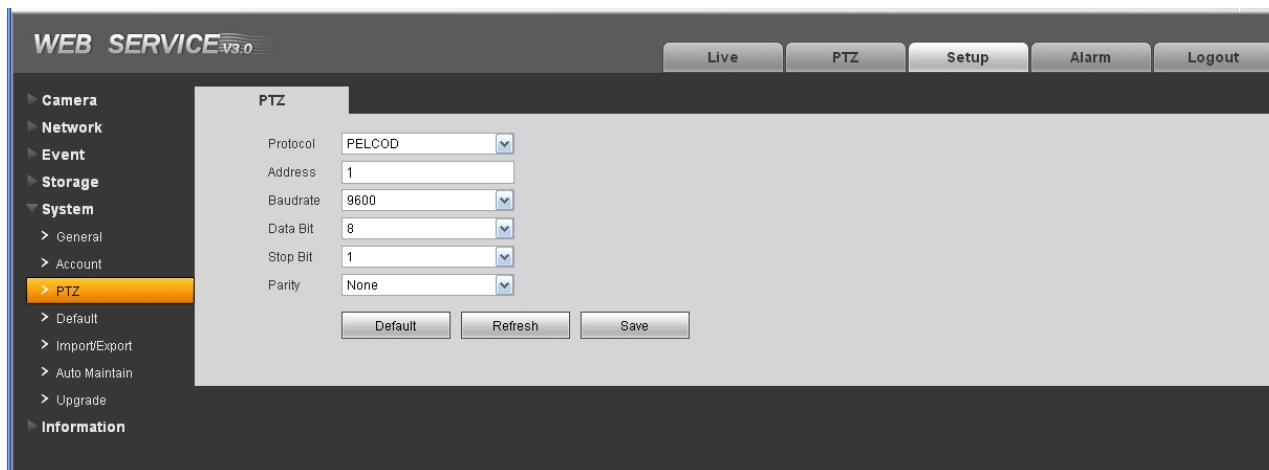 WEB SERVICE V3.0
Live PTZ Setup Alarm Logout
Camera
Network
Event
Storage
System
General
Account
PTZ
Default
Import/Export
Auto Maintain
Upgrade
Information
PTZ
Protocol PELCOD
Address 1
Baudrate 9600
Data Bit 8
Stop Bit 1
Parity None
Default Refresh Save